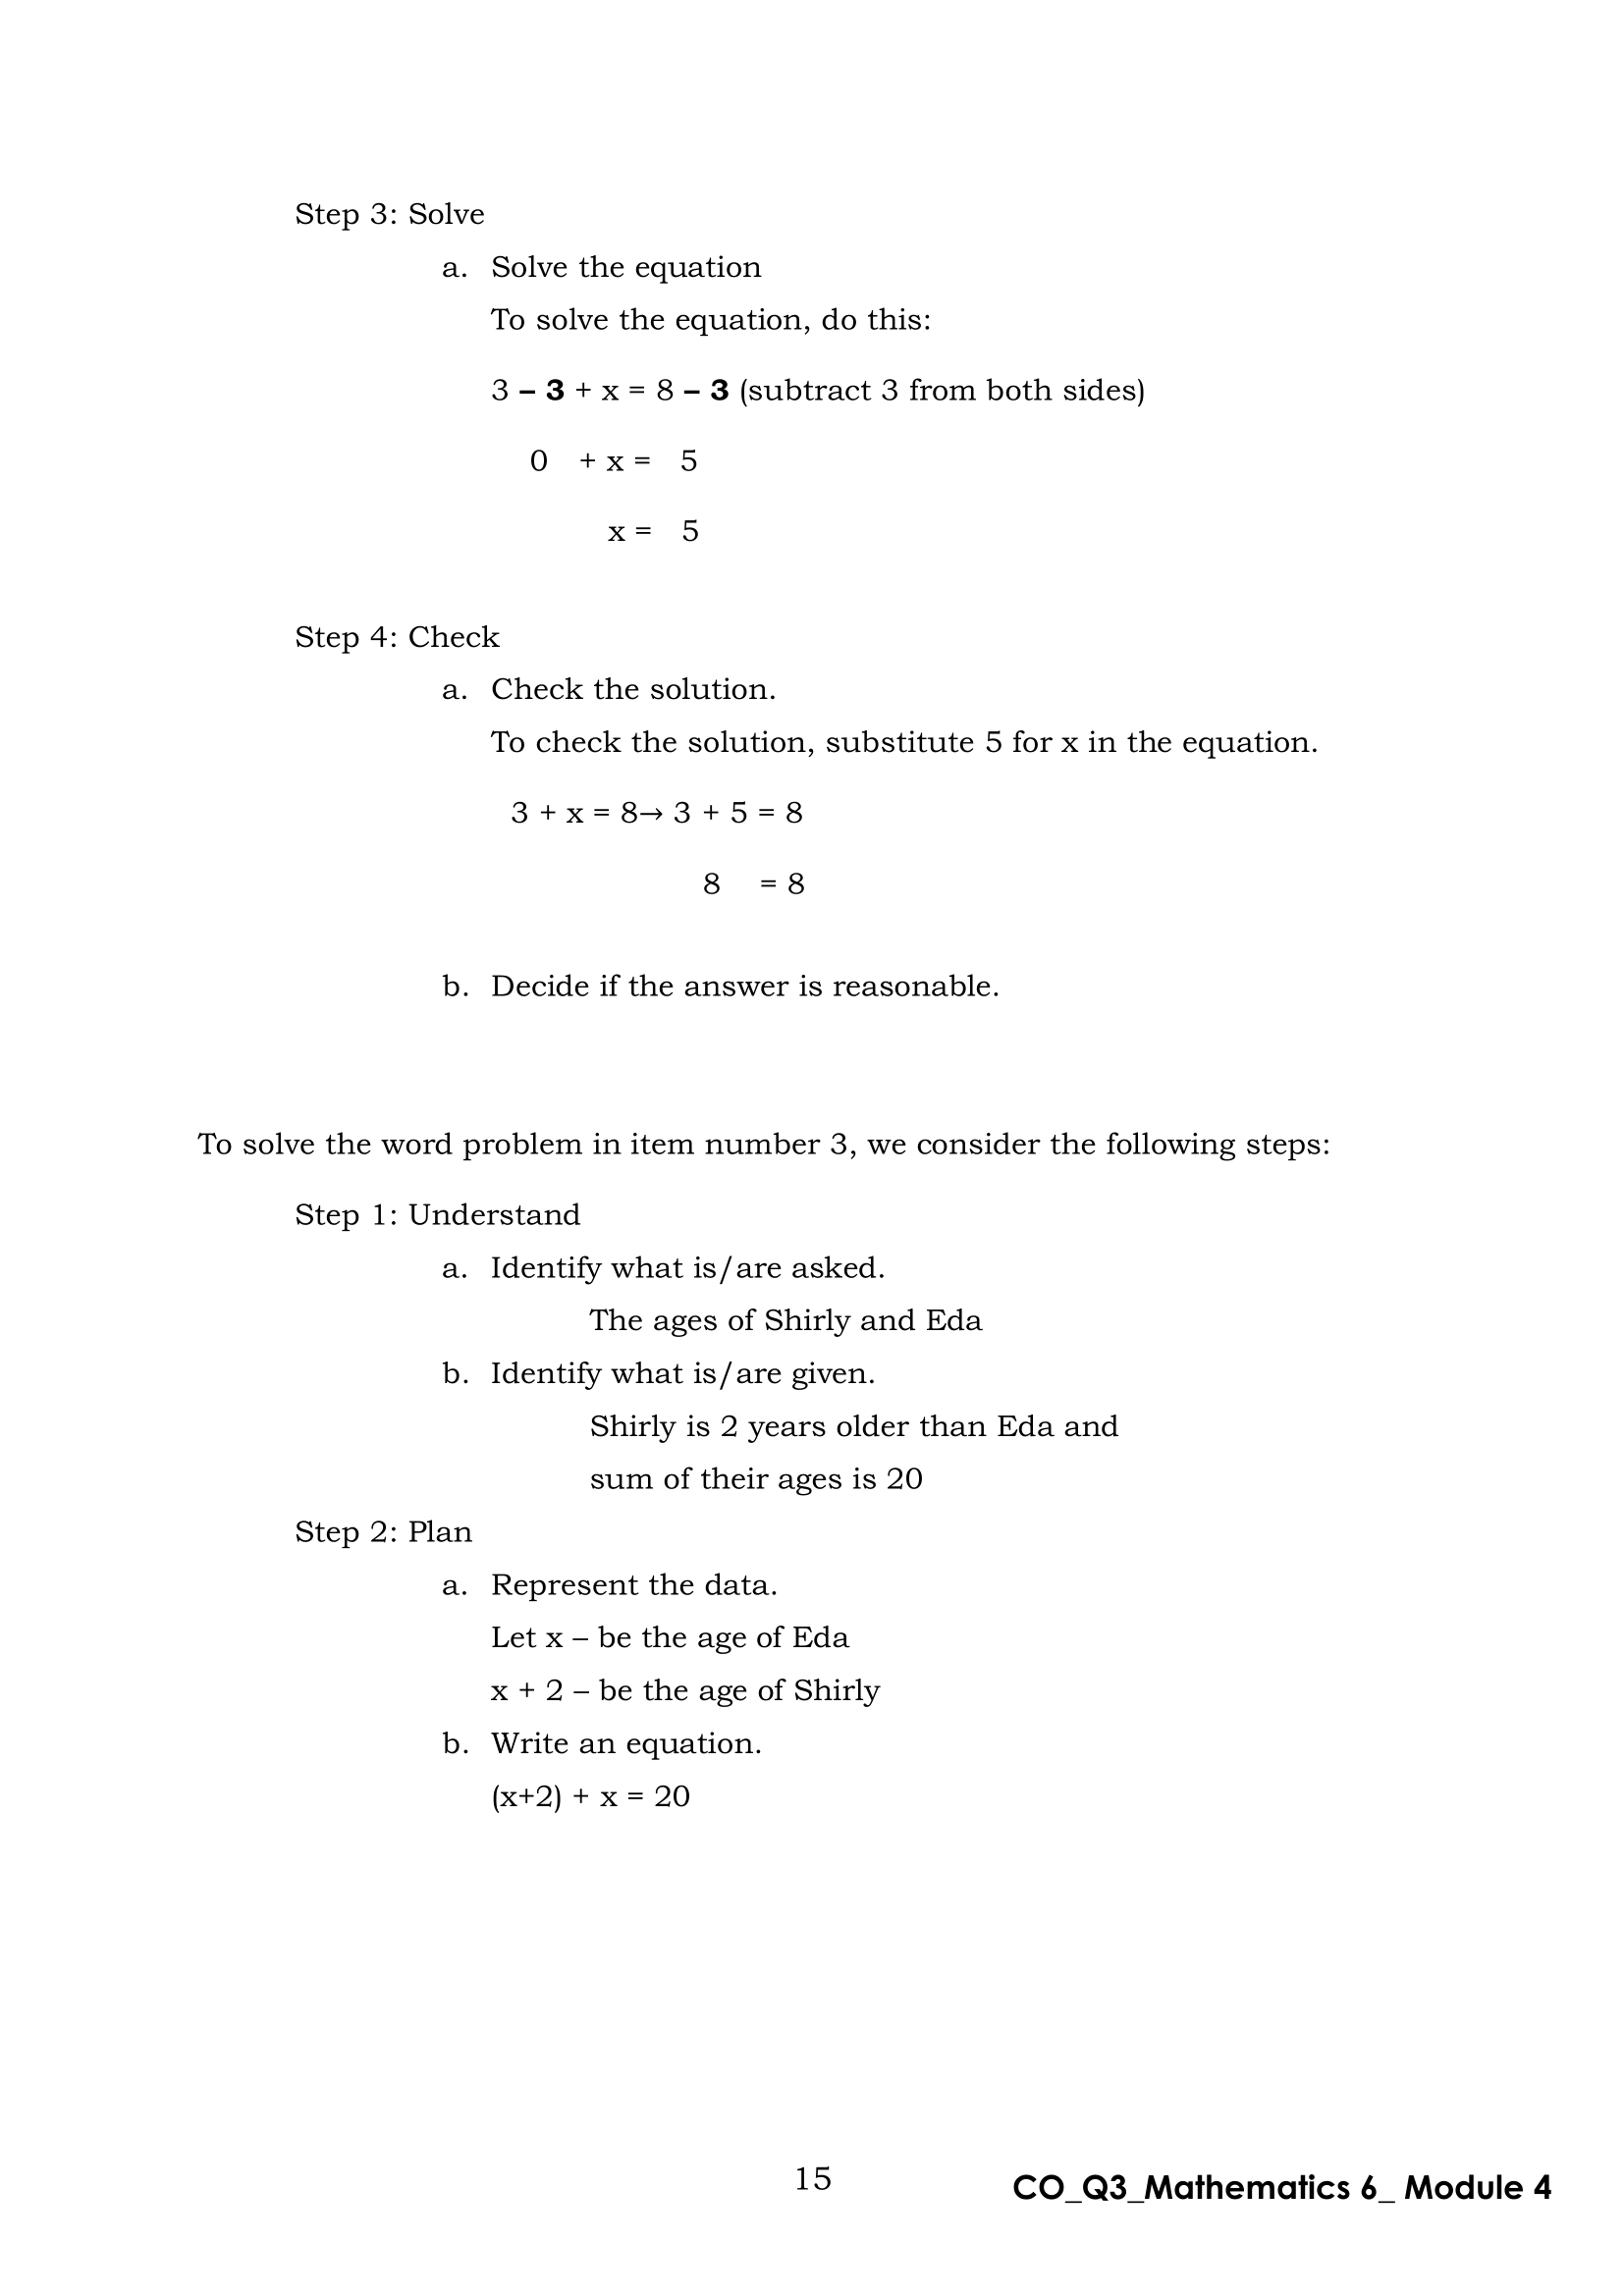 Step 3: Solve
a. Solve the equation
To solve the equation, do this:
3 – 3 + x = 8 – 3 (subtract 3 from both sides)
0 + x = 5
x = 5
Step 4: Check
a. Check the solution.
To check the solution, substitute 5 for x in the equation.
3 + x = 8→ 3 + 5 = 8
8 = 8
b. Decide if the answer is reasonable.
To solve the word problem in item number 3, we consider the following steps:
Step 1: Understand
a. Identify what is/are asked.
The ages of Shirly and Eda
b. Identify what is/are given.
Shirly is 2 years older than Eda and
sum of their ages is 20
Step 2: Plan
a. Represent the data.
Let x – be the age of Eda
x + 2 – be the age of Shirly
b. Write an equation.
(x+2) + x = 20
15
CO_Q3_Mathematics 6_ Module 4